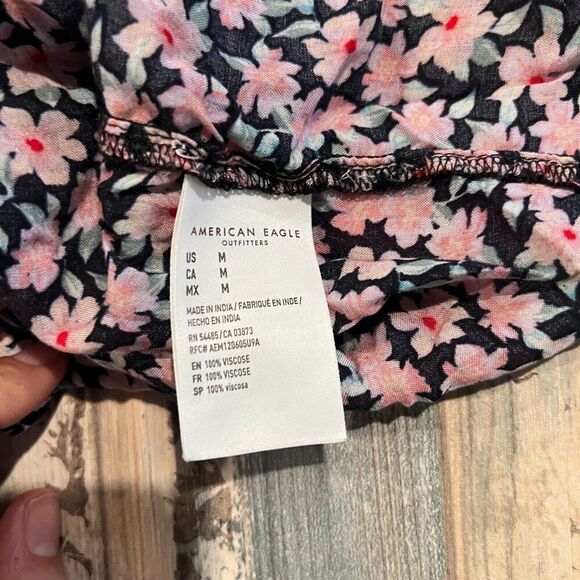 AMERICAN EAGLE
OUTFITTERS
US M
CA M
MX M
MADE IN INDIA / FABRIQUÉ EN INDE /
HECHO EN INDIA
RN 54485/CA 03873
RFC# AEM120605U9A
EN 100% VISCOSE
FR 100% VISCOSE
SP 100% viscosa